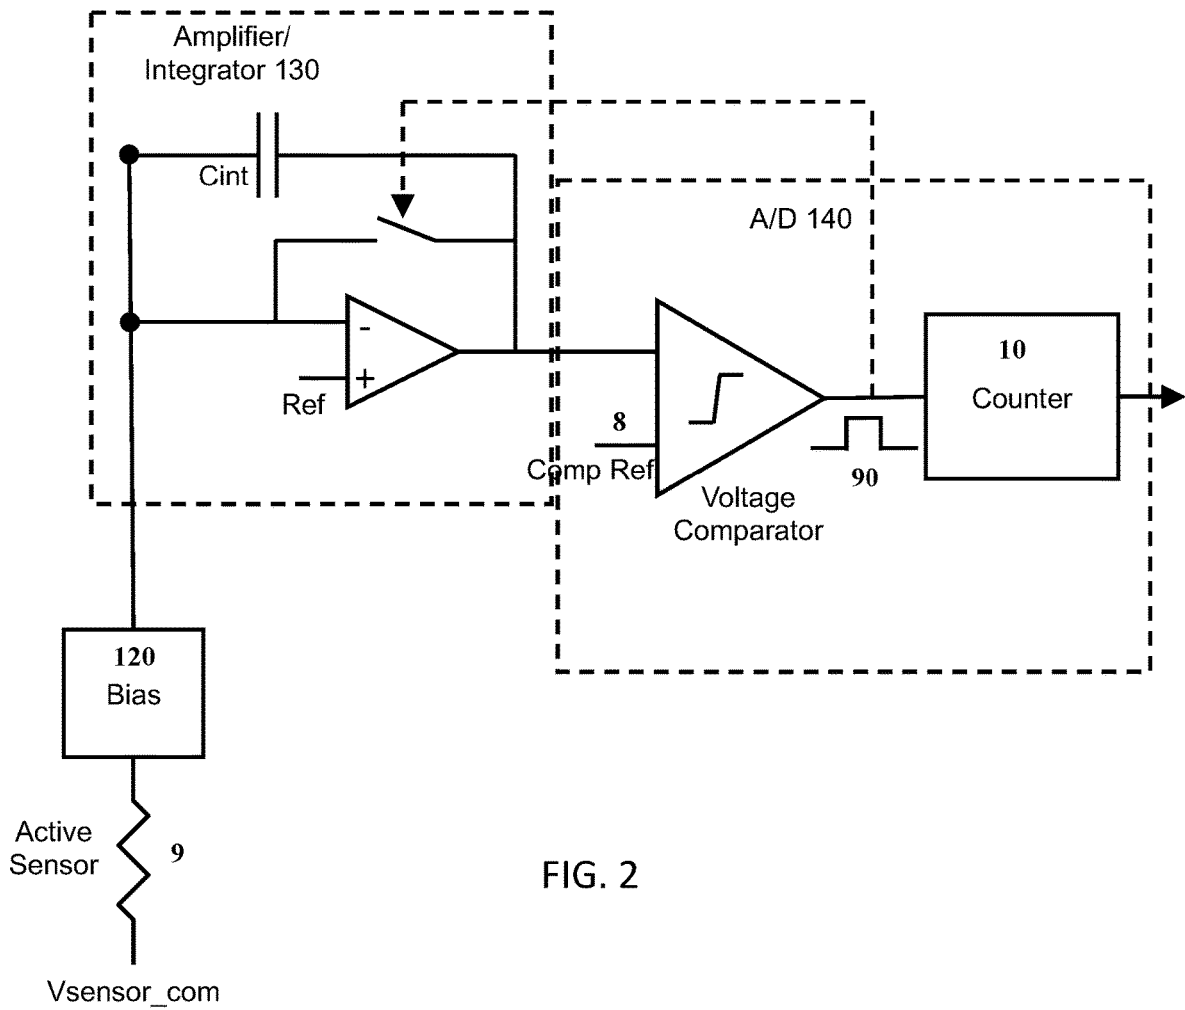 Amplifier/
Integrator 130
Cint
A/D 140
-
+
Ref
8
Comp Ref
Voltage
Comparator
90
10
Counter
120
Bias
Active
Sensor
9
Vsensor_com
FIG. 2